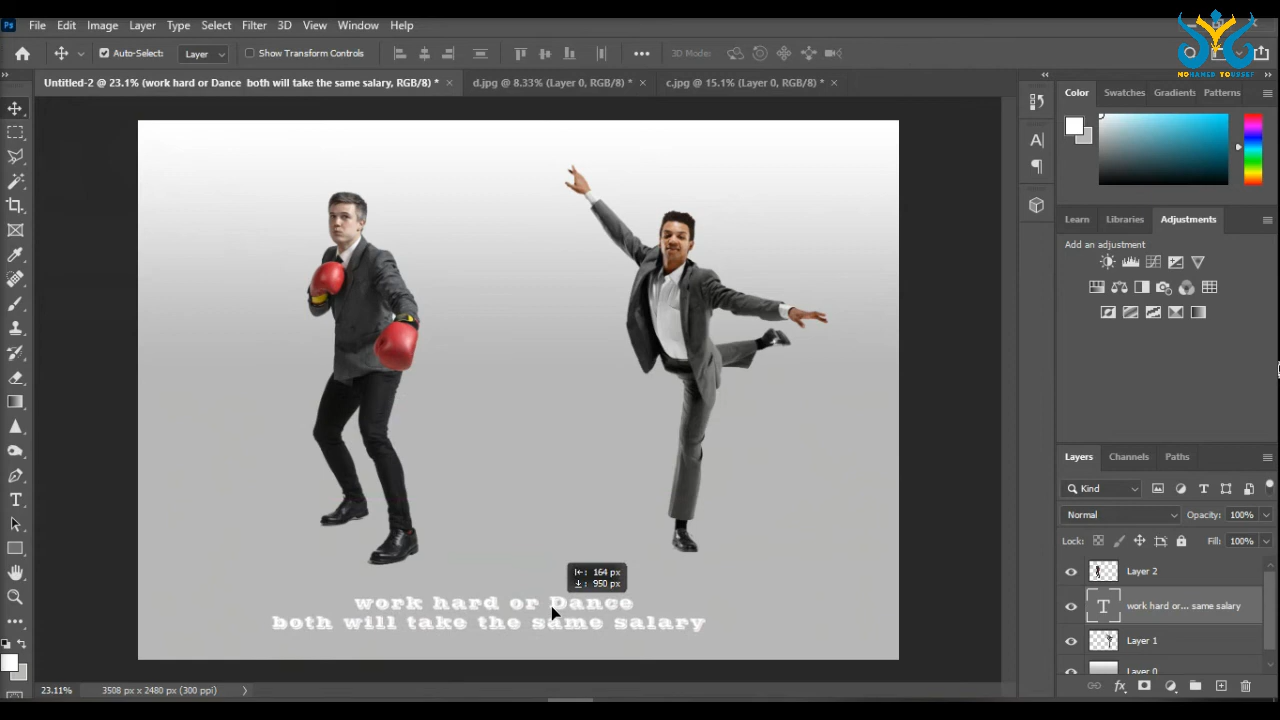 Ps File Edit Image Layer Type Select Filter 3D View Window Help
MOHAMED YOUSSEF
Auto-Select: Layer Show Transform Controls 3D Mode:
Untitled-2 @ 23.1% (work hard or Dance both will take the same salary, RGB/8) * × d.jpg @ 8.33% (Layer 0, RGB/8) * × c.jpg @ 15.1% (Layer 0, RGB/8) * ×
Color Swatches Gradients Patterns
Learn Libraries Adjustments
Add an adjustment
Layers Channels Paths
Kind
Normal Opacity: 100%
Lock: Fill: 100%
Layer 2
work hard or... same salary
Layer 1
Layer 0
164 px
950 px
work hard or Dance
both will take the same salary
23.11% 3508 px x 2480 px (300 ppi)